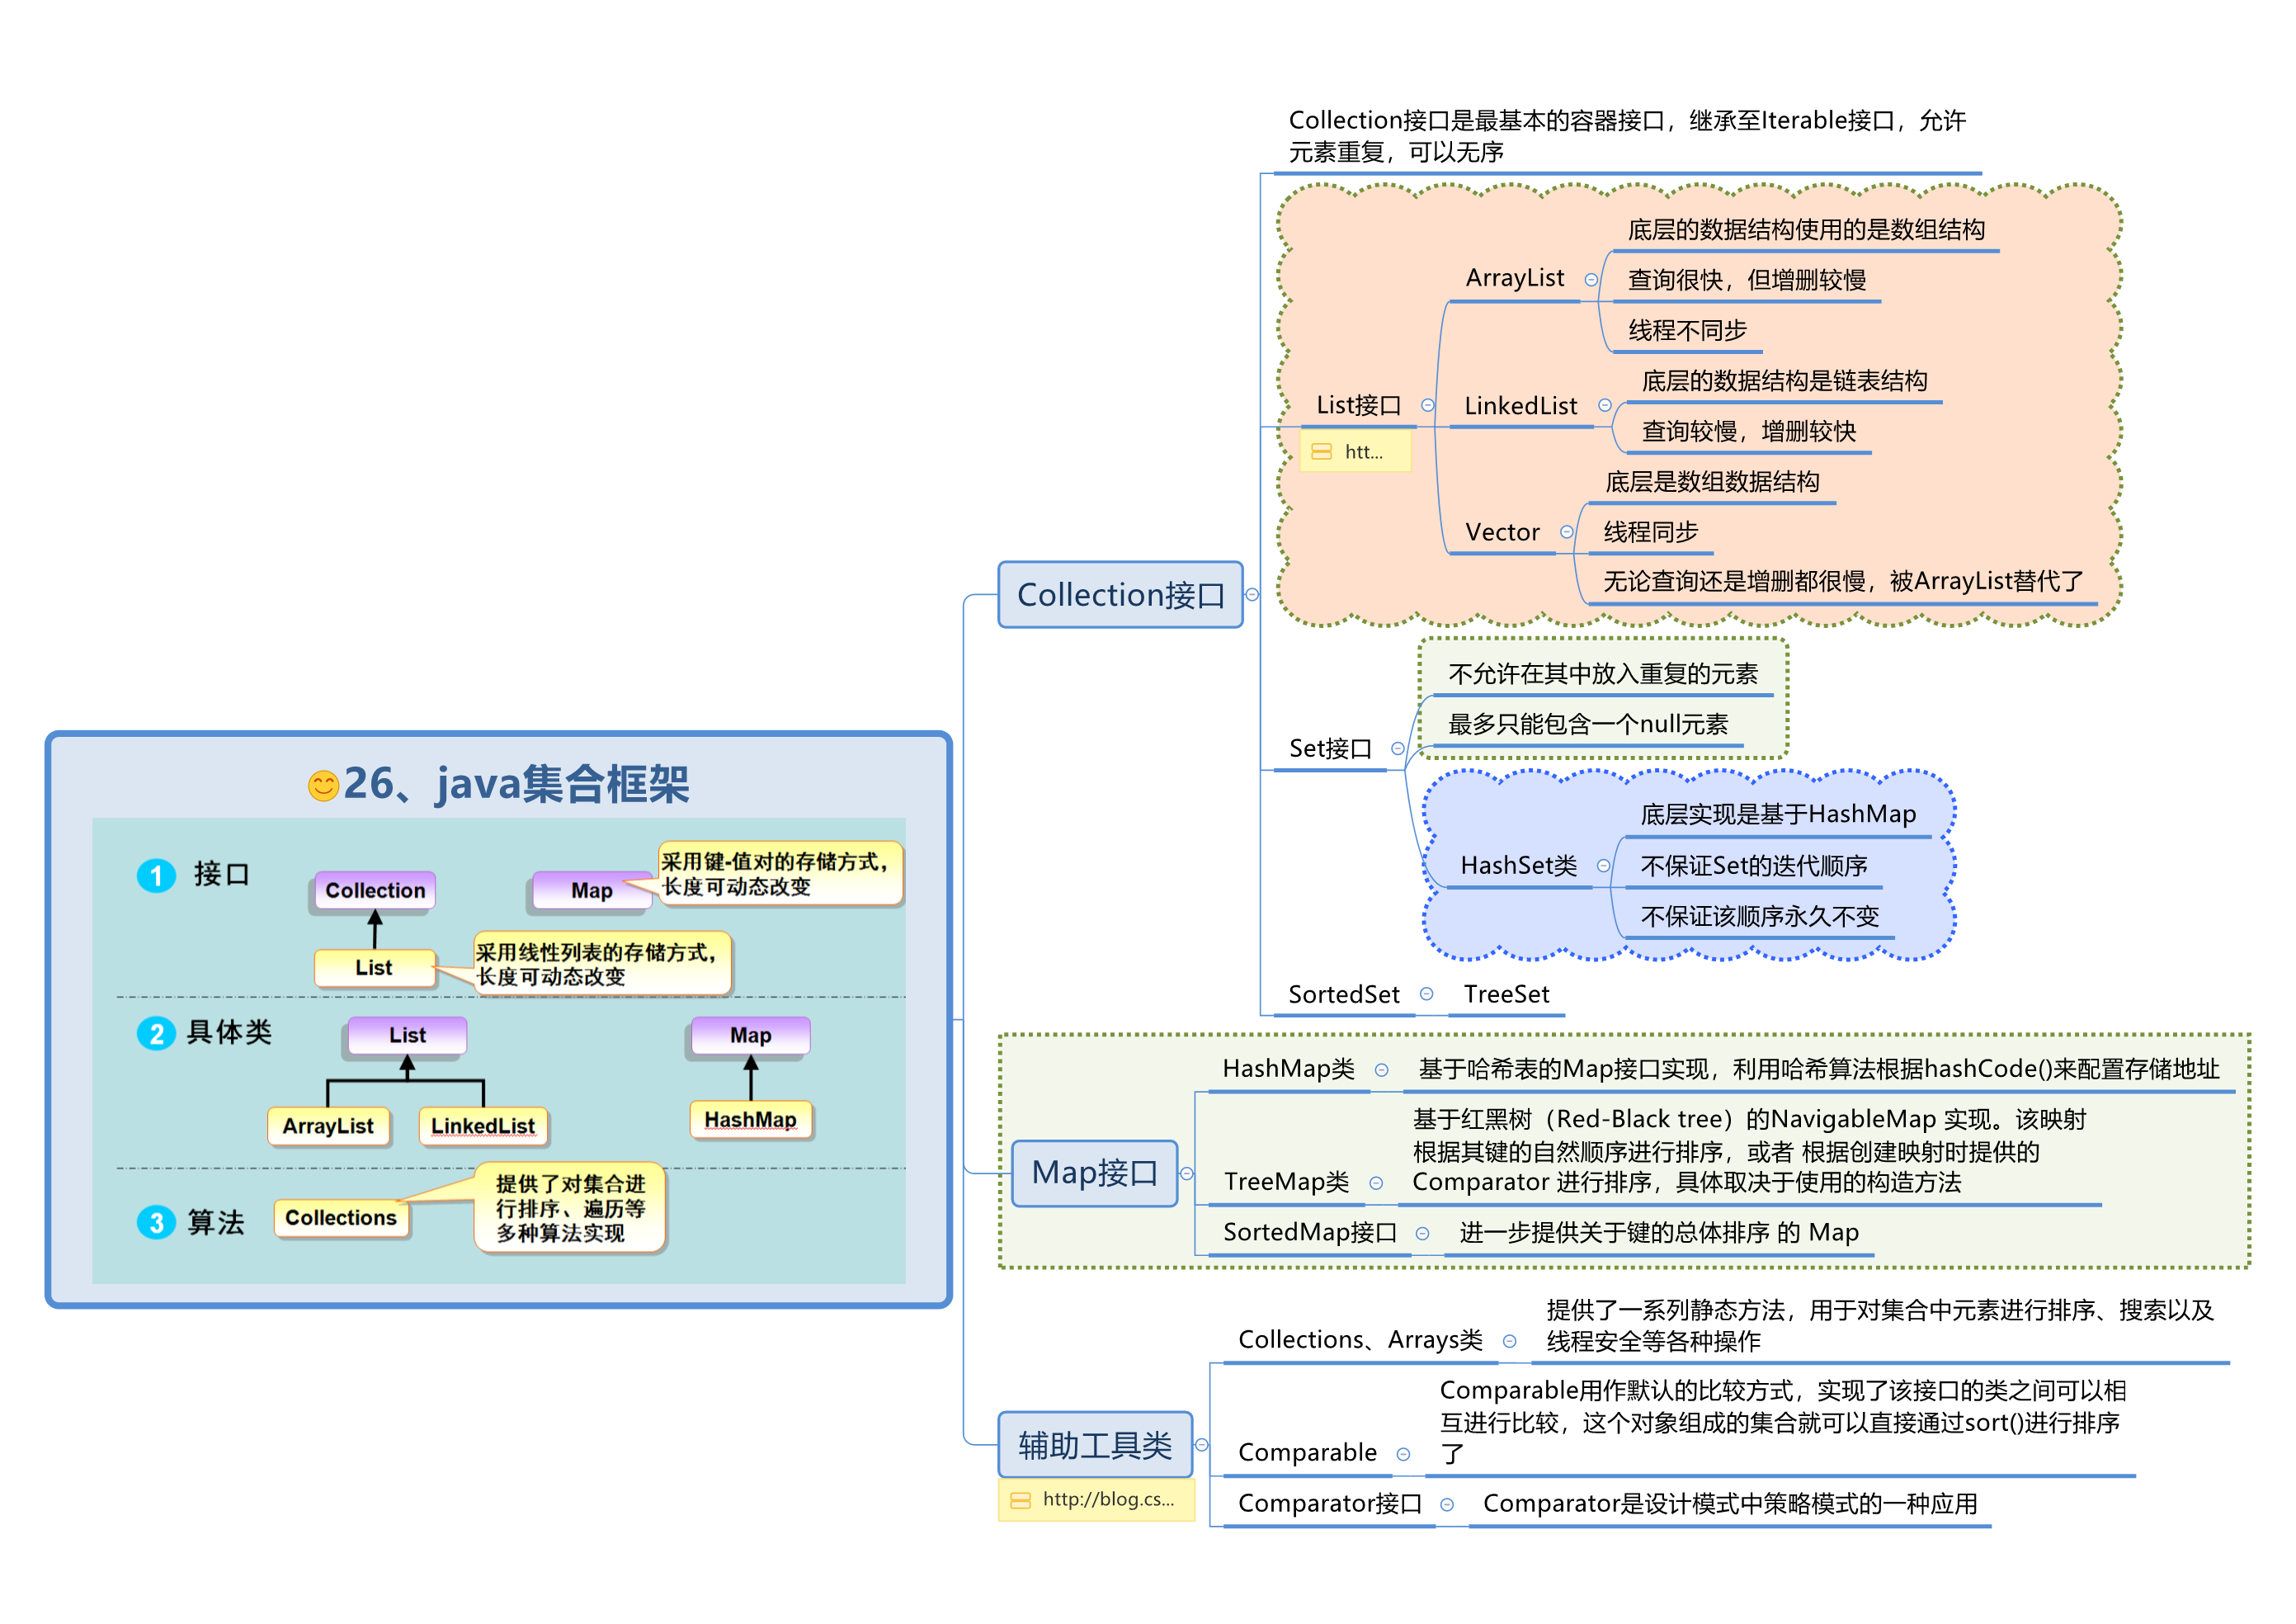 26、java集合框架
1 接口
Collection
Map
采用键-值对的存储方式，
长度可动态改变
List
采用线性列表的存储方式，
长度可动态改变
2 具体类
List
Map
ArrayList
LinkedList
HashMap
3 算法
Collections
提供了对集合进
行排序、遍历等
多种算法实现
Collection接口
Collection接口是最基本的容器接口，继承至Iterable接口，允许
元素重复，可以无序
List接口
htt...
ArrayList
底层的数据结构使用的是数组结构
查询很快，但增删较慢
线程不同步
LinkedList
底层的数据结构是链表结构
查询较慢，增删较快
Vector
底层是数组数据结构
线程同步
无论查询还是增删都很慢，被ArrayList替代了
Set接口
不允许在其中放入重复的元素
最多只能包含一个null元素
HashSet类
底层实现是基于HashMap
不保证Set的迭代顺序
不保证该顺序永久不变
SortedSet
TreeSet
Map接口
HashMap类
基于哈希表的Map接口实现，利用哈希算法根据hashCode()来配置存储地址
TreeMap类
基于红黑树（Red-Black tree）的NavigableMap 实现。该映射
根据其键的自然顺序进行排序，或者 根据创建映射时提供的
Comparator 进行排序，具体取决于使用的构造方法
SortedMap接口
进一步提供关于键的总体排序 的 Map
辅助工具类
http://blog.cs...
Collections、Arrays类
提供了一系列静态方法，用于对集合中元素进行排序、搜索以及
线程安全等各种操作
Comparable
Comparable用作默认的比较方式，实现了该接口的类之间可以相
互进行比较，这个对象组成的集合就可以直接通过sort()进行排序
了
Comparator接口
Comparator是设计模式中策略模式的一种应用